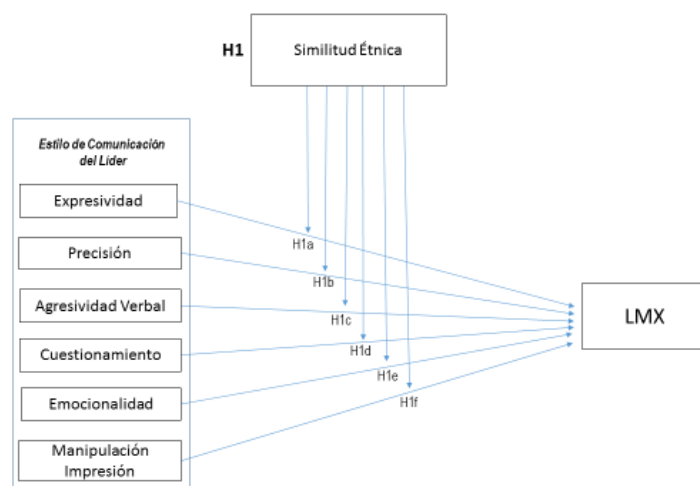 H1
Similitud Étnica
Estilo de Comunicación
del Líder
Expresividad
Precisión
Agresividad Verbal
Cuestionamiento
Emocionalidad
Manipulación
Impresión
H1a
H1b
H1c
H1d
H1e
H1f
LMX